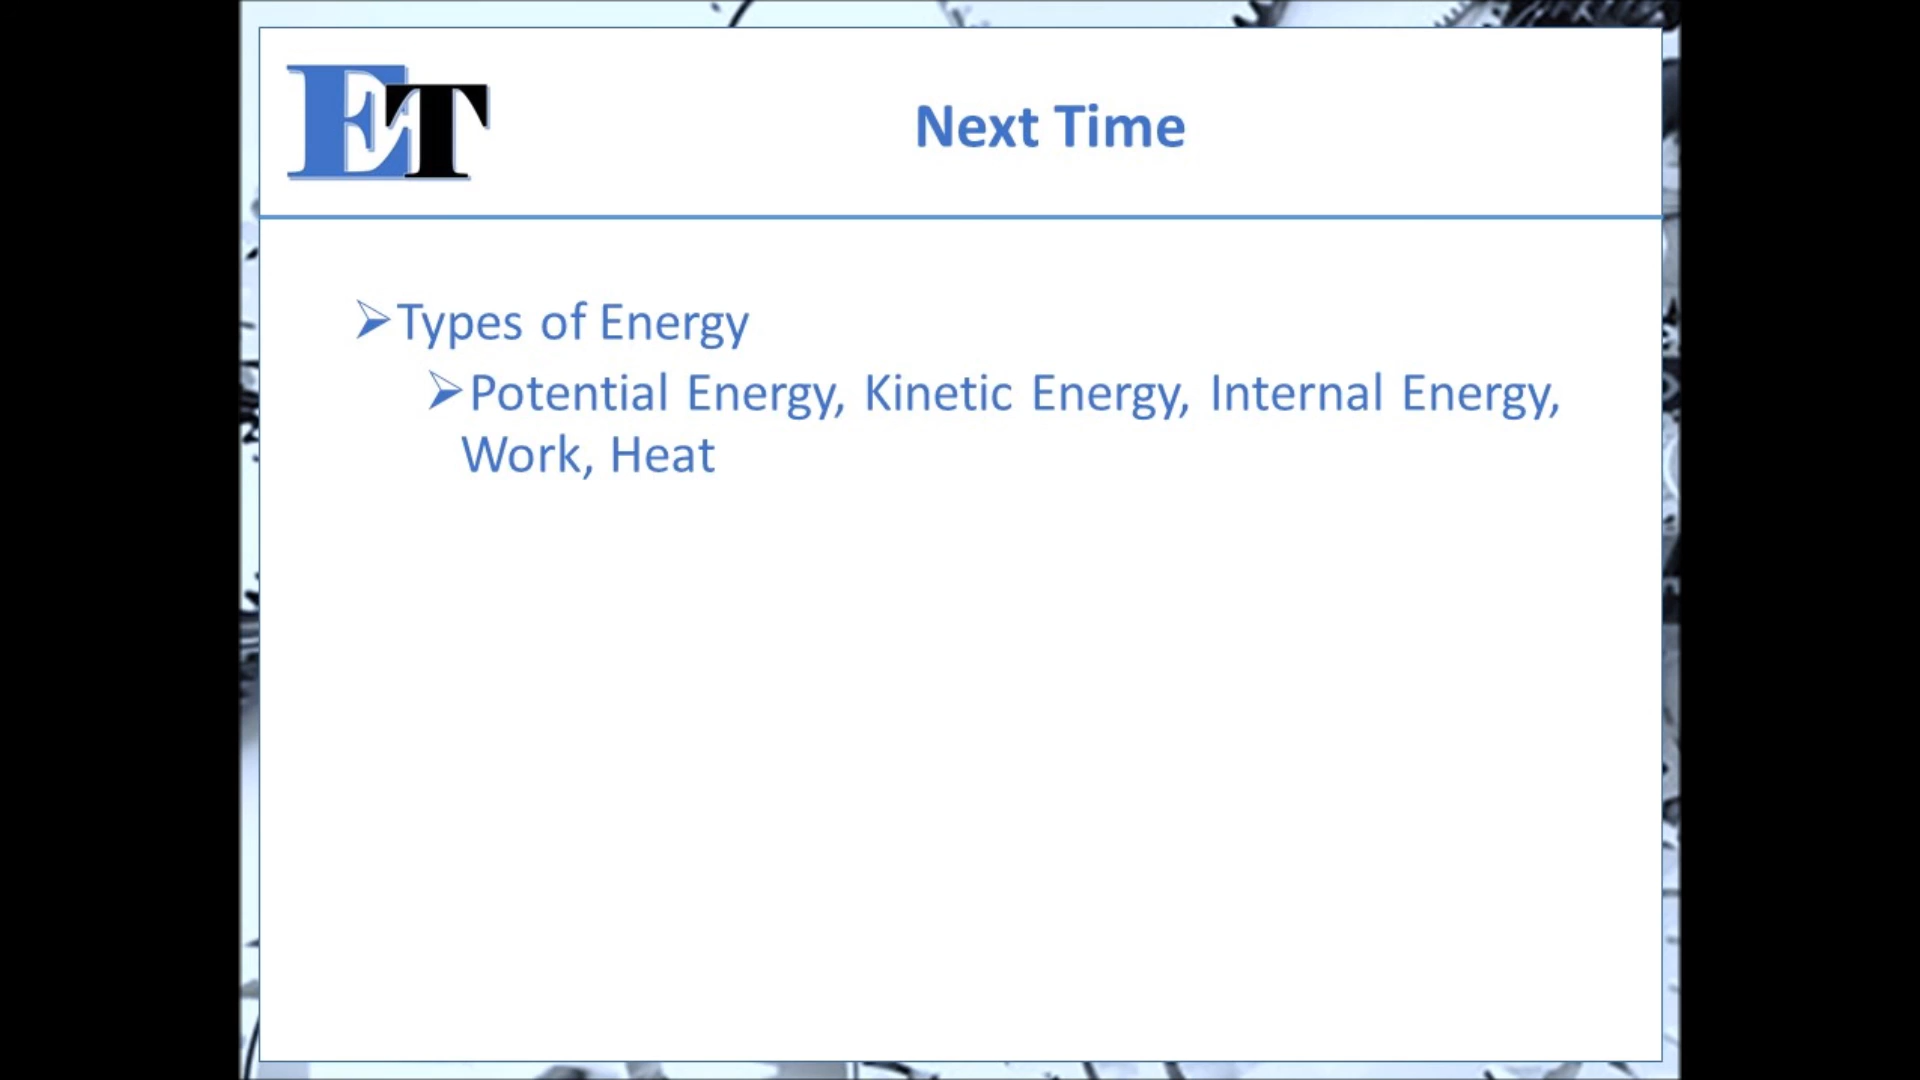 ET
Next Time
Types of Energy
Potential Energy, Kinetic Energy, Internal Energy,
Work, Heat